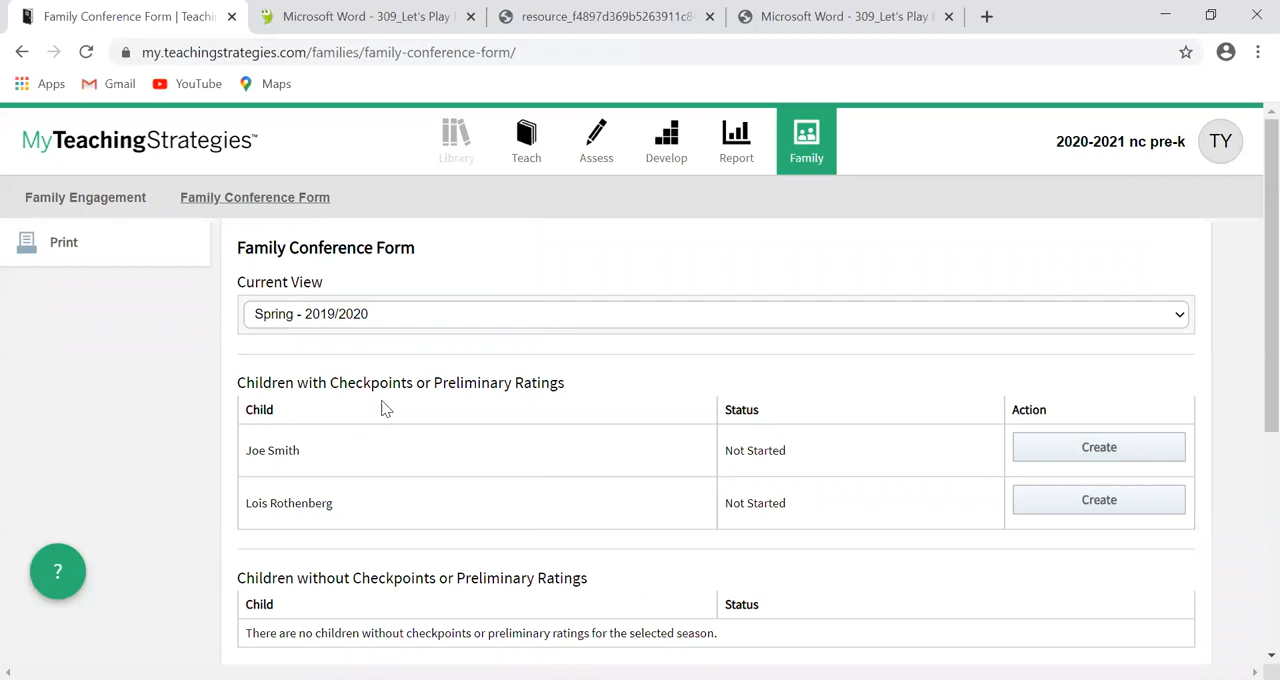 Family Conference Form | Teachi
Microsoft Word - 309_Let's Play
resource_f4897d369b5263911c84
Microsoft Word - 309_Let's Play
my.teachingstrategies.com/families/family-conference-form/
Apps Gmail YouTube Maps
MyTeachingStrategies™
Library Teach Assess Develop Report Family
2020-2021 nc pre-k TY
Family Engagement Family Conference Form
Print
Family Conference Form
Current View
Spring - 2019/2020
Children with Checkpoints or Preliminary Ratings
Child Status Action
Joe Smith Not Started Create
Lois Rothenberg Not Started Create
?
Children without Checkpoints or Preliminary Ratings
Child Status
There are no children without checkpoints or preliminary ratings for the selected season.